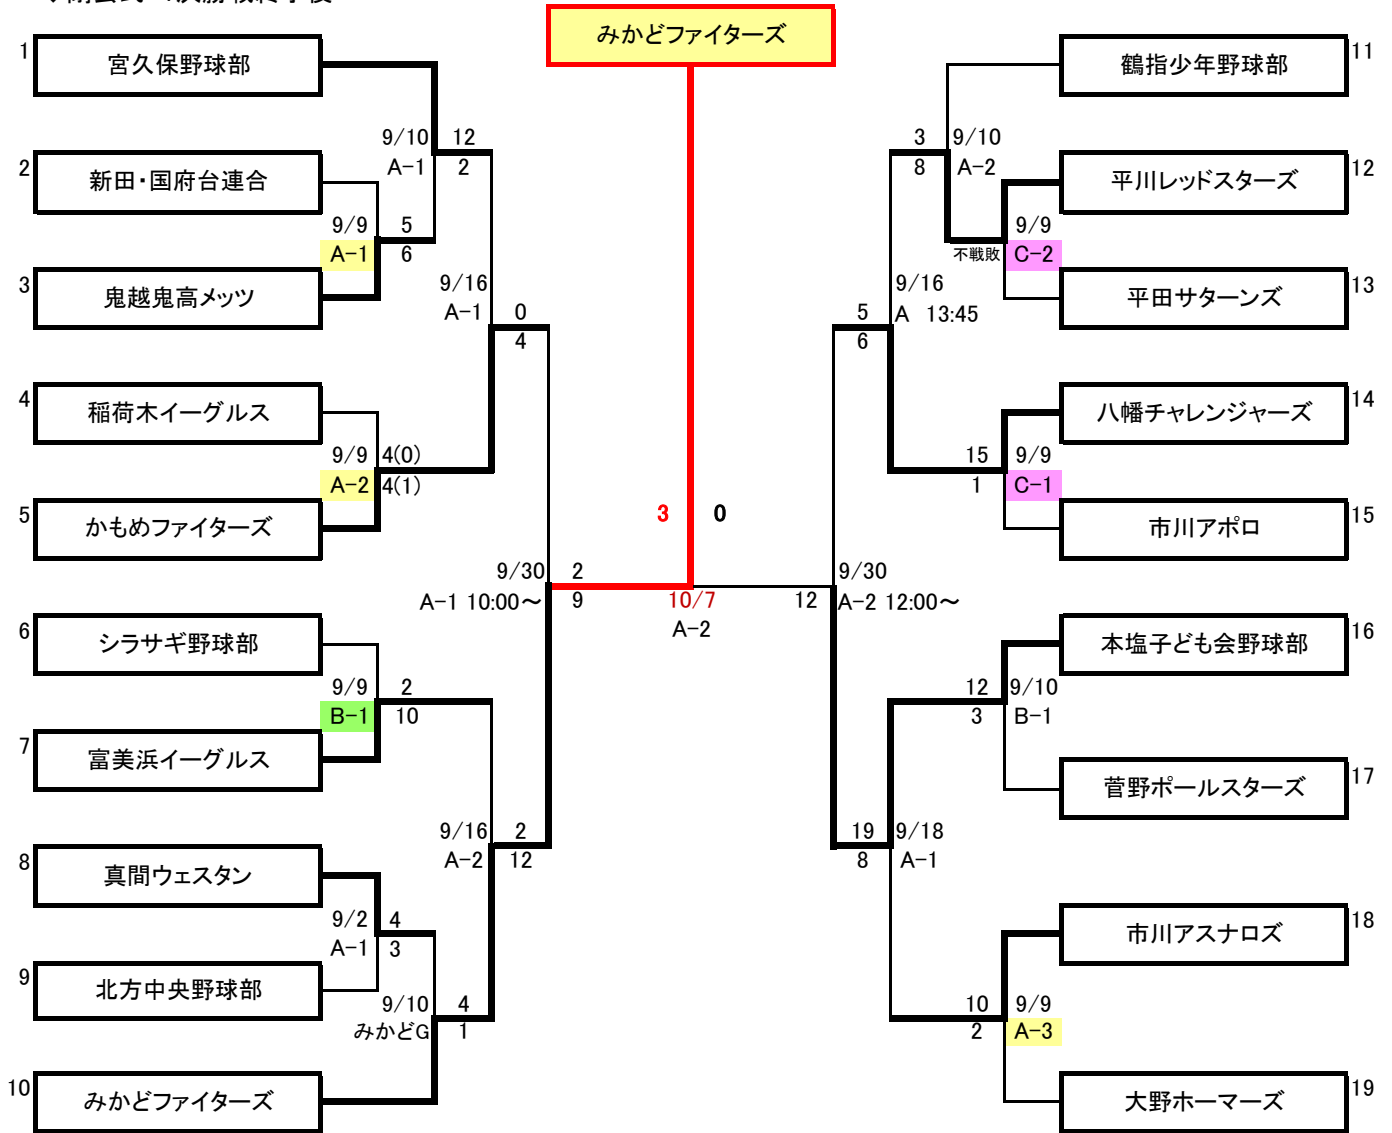 みかどファイターズ
1
宮久保野球部
9/10
12
A-1
2
2
新田・国府台連合
9/9
5
A-1
6
3
鬼越鬼高メッツ
9/16
A-1
0
4
4
稲荷木イーグルス
9/9
4(0)
A-2
4(1)
5
かもめファイターズ
9/30
2
A-1 10:00～
9
6
シラサギ野球部
9/9
2
B-1
10
7
富美浜イーグルス
9/16
2
A-2
12
8
真間ウェスタン
9/2
4
A-1
3
9
北方中央野球部
9/10
4
みかどG
1
10
みかどファイターズ
3
0
10/7
A-2
11
鶴指少年野球部
3
9/10
8
A-2
12
平川レッドスターズ
9/9
不戦敗
C-2
13
平田サターンズ
9/16
A 13:45
5
6
14
八幡チャレンジャーズ
15
9/9
1
C-1
15
市川アポロ
9/30
12
A-2 12:00～
16
本塩子ども会野球部
12
9/10
3
B-1
17
菅野ポールスターズ
19
9/18
8
A-1
18
市川アスナロズ
10
9/9
2
A-3
19
大野ホーマーズ